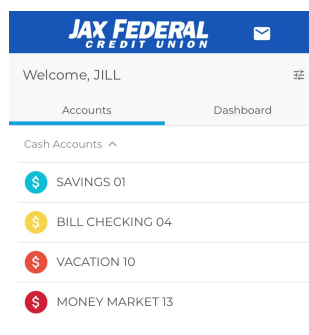 JAX FEDERAL
CREDIT UNION
Welcome, JILL
Accounts Dashboard
Cash Accounts
$ SAVINGS 01
$ BILL CHECKING 04
$ VACATION 10
$ MONEY MARKET 13